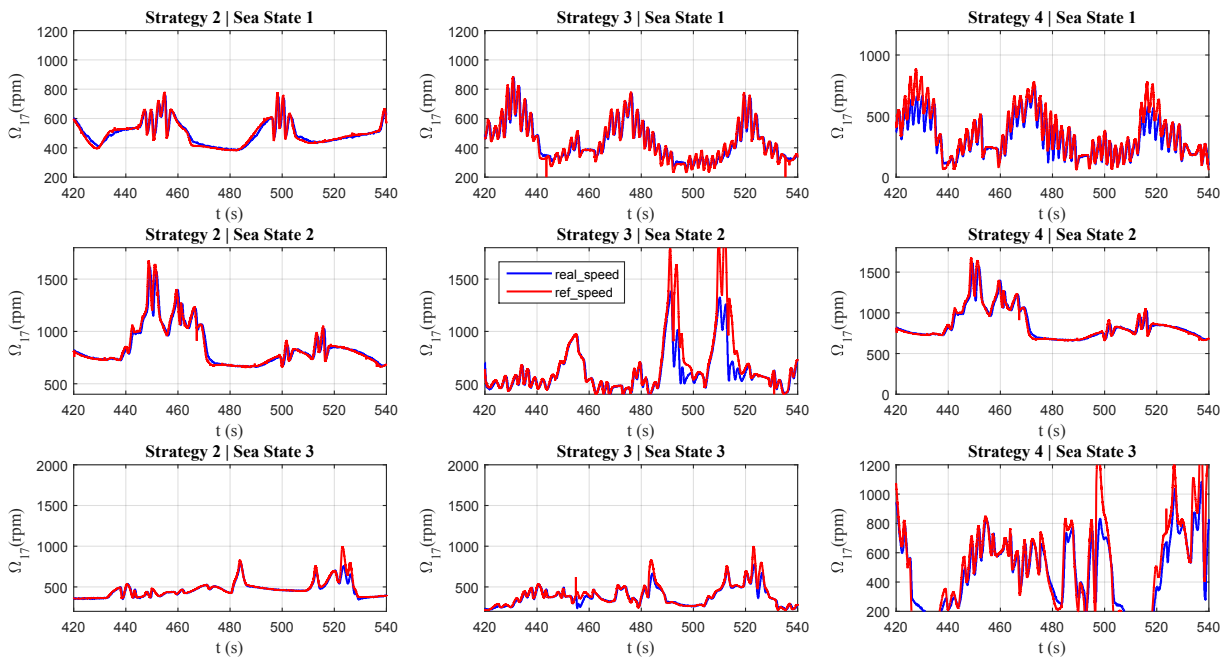 Strategy 2 | Sea State 1
1200
1000
800
600
400
200
Ω17(rpm)
420 440 460 480 500 520 540
t (s)
Strategy 3 | Sea State 1
1200
1000
800
600
400
200
Ω17(rpm)
420 440 460 480 500 520 540
t (s)
Strategy 4 | Sea State 1
1000
500
0
Ω17(rpm)
420 440 460 480 500 520 540
t (s)
Strategy 2 | Sea State 2
1500
1000
500
Ω17(rpm)
420 440 460 480 500 520 540
t (s)
Strategy 3 | Sea State 2
real_speed
ref_speed
1500
1000
500
Ω17(rpm)
420 440 460 480 500 520 540
t (s)
Strategy 4 | Sea State 2
1500
1000
500
0
Ω17(rpm)
420 440 460 480 500 520 540
t (s)
Strategy 2 | Sea State 3
2000
1500
1000
500
Ω17(rpm)
420 440 460 480 500 520 540
t (s)
Strategy 3 | Sea State 3
2000
1500
1000
500
Ω17(rpm)
420 440 460 480 500 520 540
t (s)
Strategy 4 | Sea State 3
1200
1000
800
600
400
200
Ω17(rpm)
420 440 460 480 500 520 540
t (s)